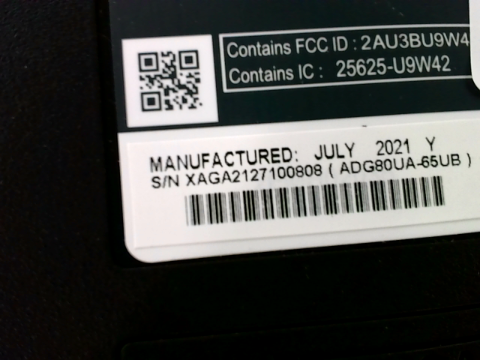 Contains FCC ID : 2AU3BU9W4
Contains IC : 25625-U9W42
MANUFACTURED: JULY 2021 Y
S/N XAGA2127100808 ( ADG80UA-65UB )